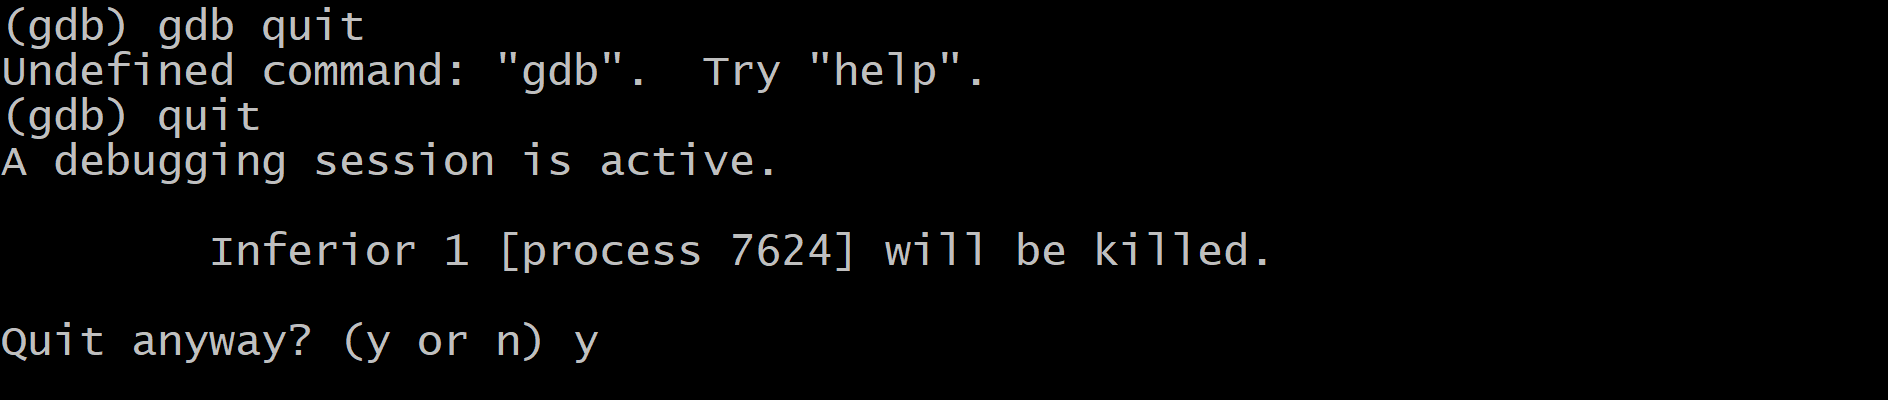 (gdb) gdb quit
Undefined command: "gdb".  Try "help".
(gdb) quit
A debugging session is active.
Inferior 1 [process 7624] will be killed.
Quit anyway? (y or n) y